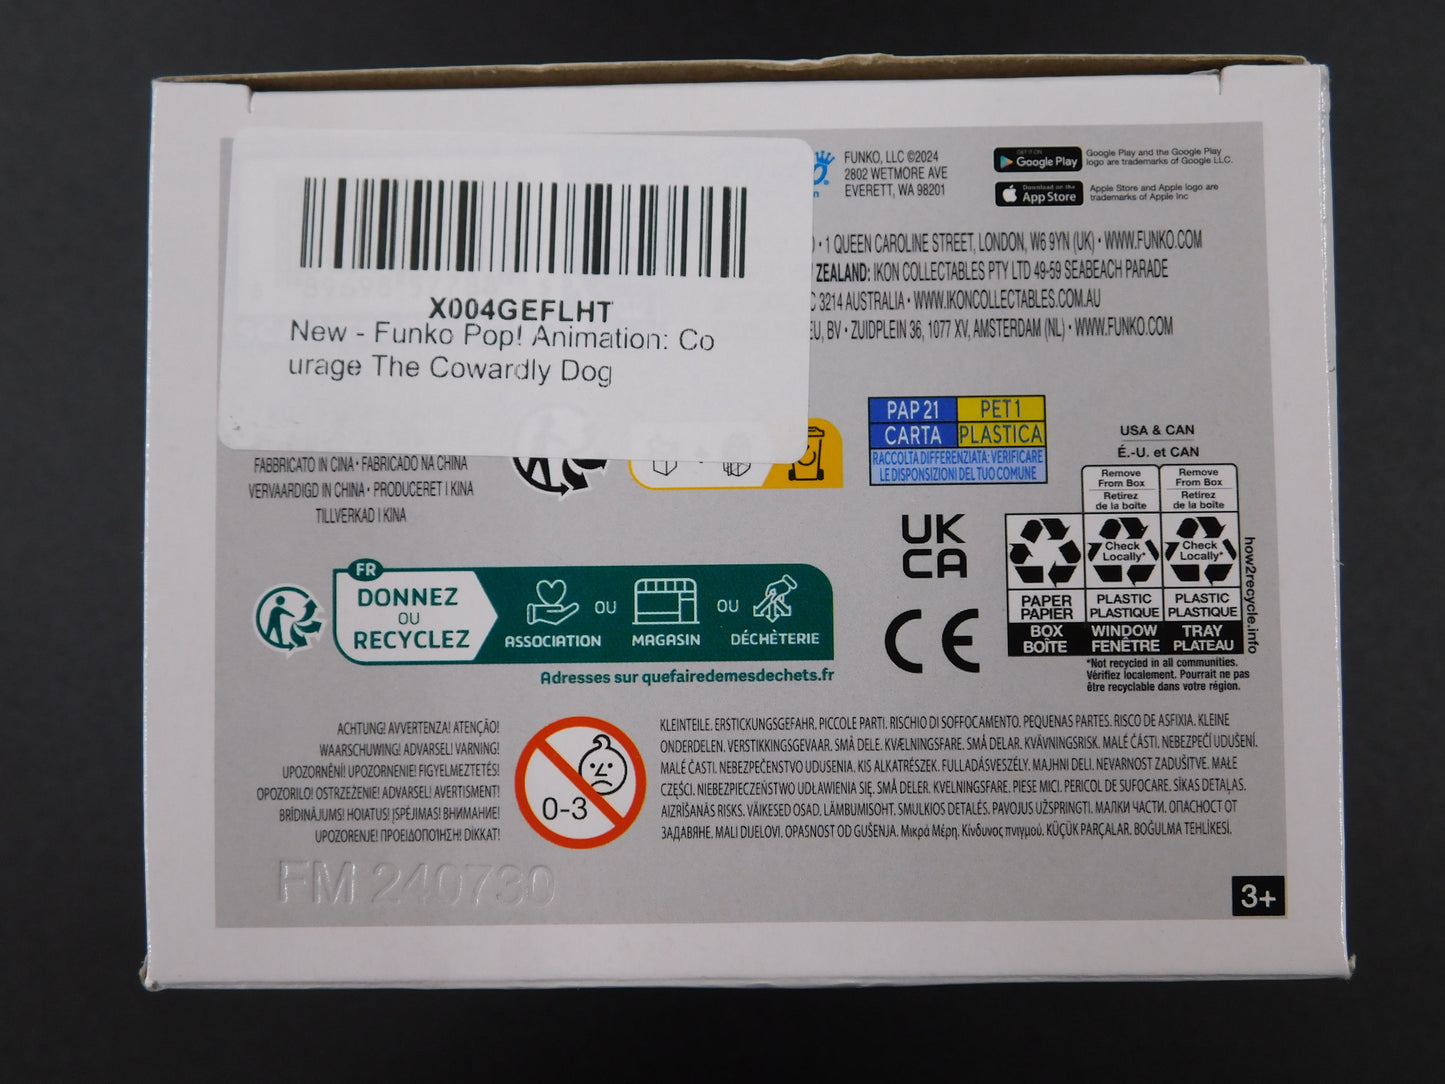 X004GEFLHT
New - Funko Pop! Animation: Co
urage The Cowardly Dog
FUNKO, LLC ©2024
2802 WETMORE AVE
EVERETT, WA 98201
GET IT ON
Google Play
Google Play and the Google Play
logo are trademarks of Google LLC.
Download on the
App Store
Apple Store and Apple logo are
trademarks of Apple Inc
• 1 QUEEN CAROLINE STREET, LONDON, W6 9YN (UK) • WWW.FUNKO.COM
ZEALAND: IKON COLLECTABLES PTY LTD 49-59 SEABEACH PARADE
3214 AUSTRALIA • WWW.IKONCOLLECTABLES.COM.AU
EU, BV • ZUIDPLEIN 36, 1077 XV, AMSTERDAM (NL) • WWW.FUNKO.COM
FABBRICATO IN CINA • FABRICADO NA CHINA
VERVAARDIGD IN CHINA • PRODUCERET I KINA
TILLVERKAD I KINA
PAP 21
PET 1
CARTA
PLASTICA
RACCOLTA DIFFERENZIATA: VERIFICARE
LE DISPOSIZIONI DEL TUO COMUNE
USA & CAN
É.-U. et CAN
Remove
From Box
Retirez
de la boîte
Remove
From Box
Retirez
de la boîte
Check
Locally*
Check
Locally*
PAPER
PAPIER
PLASTIC
PLASTIQUE
PLASTIC
PLASTIQUE
BOX
BOÎTE
WINDOW
FENÊTRE
TRAY
PLATEAU
how2recycle.info
*Not recycled in all communities.
Vérifiez localement. Pourrait ne pas
être recyclable dans votre région.
UK
CA
CE
FR
DONNEZ
OU
RECYCLEZ
ASSOCIATION
OU
MAGASIN
OU
DÉCHÈTERIE
Adresses sur quefairedemesdechets.fr
ACHTUNG! AVVERTENZA! ATENÇÃO!
WAARSCHUWING! ADVARSEL! VARNING!
UPOZORNĚNÍ! UPOZORNENIE! FIGYELMEZTETÉS!
OPOZORILO! OSTRZEŻENIE! ADVARSEL! AVERTISMENT!
BRĪDINĀJUMS! HOIATUS! ĮSPĖJIMAS! ВНИМАНИЕ!
UPOZORENJE! ΠΡΟΕΙΔΟΠΟΙΗΣΗ! DIKKAT!
0-3
KLEINTEILE. ERSTICKUNGSGEFAHR. PICCOLE PARTI. RISCHIO DI SOFFOCAMENTO. PEQUENAS PARTES. RISCO DE ASFIXIA. KLEINE
ONDERDELEN. VERSTIKKINGSGEVAAR. SMÅ DELE. KVÆLNINGSFARE. SMÅ DELAR. KVÄVNINGSRISK. MALÉ ČÁSTI. NEBEZPEČÍ UDUŠENÍ.
MALÉ ČASTI. NEBEZPEČENSTVO UDUSENIA. KIS ALKATRÉSZEK. FULLADÁSVESZÉLY. MAJHNI DELI. NEVARNOST ZADUŠITVE. MAŁE
CZĘŚCI. NIEBEZPIECZEŃSTWO UDŁAWIENIA SIĘ. SMÅ DELER. KVELNINGSFARE. PIESE MICI. PERICOL DE SUFOCARE. SĪKAS DETAĻAS.
AIZRĪŠANĀS RISKS. VÄIKESED OSAD. LÄMBUMISOHT. SMULKIOS DETALĖS. PAVOJUS UŽSPRINGTI. МАЛКИ ЧАСТИ. ОПАСНОСТ ОТ
ЗАДАВЯНЕ. MALI DIJELOVI. OPASNOST OD GUŠENJA. Μικρά Μέρη. Κίνδυνος πνιγμού. KÜÇÜK PARÇALAR. BOĞULMA TEHLİKESİ.
FM 240730
3+